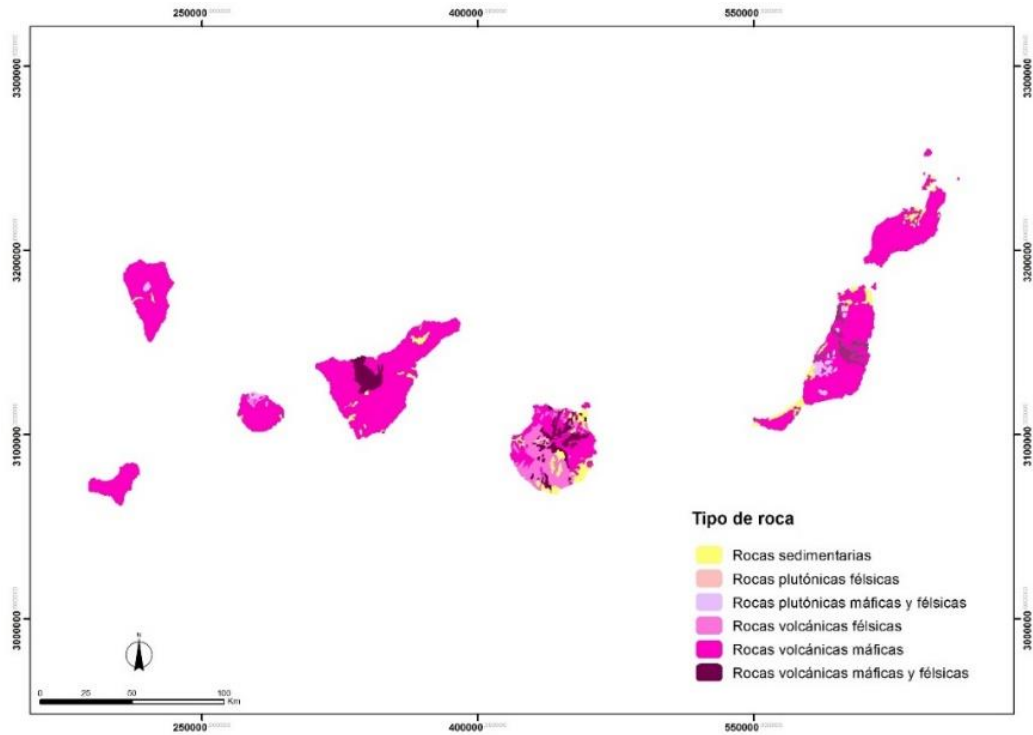 250000
400000
550000
3300000
3300000
3200000
3200000
3100000
3100000
3000000
3000000
Tipo de roca
Rocas sedimentarias
Rocas plutónicas félsicas
Rocas plutónicas máficas y félsicas
Rocas volcánicas félsicas
Rocas volcánicas máficas
Rocas volcánicas máficas y félsicas
N
0 25 50 100
Km
250000
400000
550000